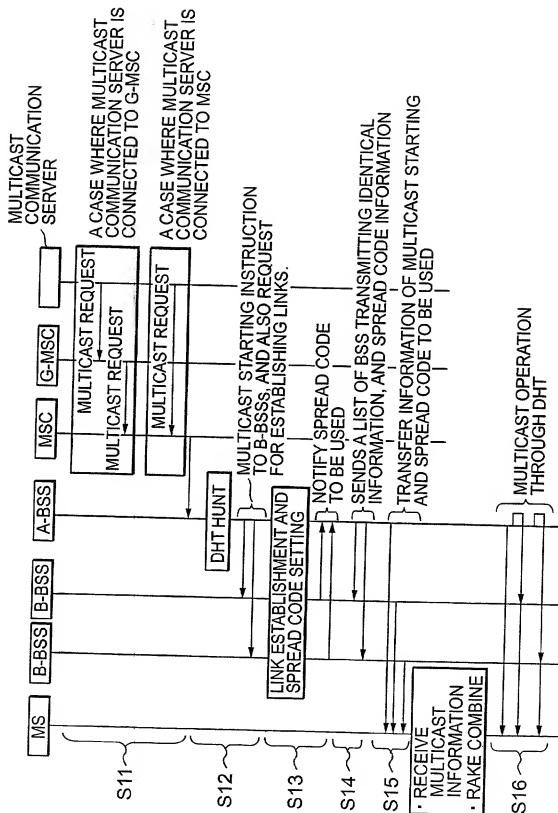 MS
B-BSS
B-BSS
A-BSS
MSC
G-MSC
MULTICAST
COMMUNICATION
SERVER
S11
MULTICAST REQUEST
MULTICAST REQUEST
A CASE WHERE MULTICAST
COMMUNICATION SERVER IS
CONNECTED TO G-MSC
MULTICAST REQUEST
A CASE WHERE MULTICAST
COMMUNICATION SERVER IS
CONNECTED TO MSC
S12
DHT HUNT
MULTICAST STARTING INSTRUCTION
TO B-BSSs, AND ALSO REQUEST
FOR ESTABLISHING LINKS.
S13
LINK ESTABLISHMENT AND
SPREAD CODE SETTING
NOTIFY SPREAD CODE
TO BE USED
S14
SENDS A LIST OF BSS TRANSMITTING IDENTICAL
INFORMATION, AND SPREAD CODE INFORMATION
S15
TRANSFER INFORMATION OF MULTICAST STARTING
AND SPREAD CODE TO BE USED
· RECEIVE
MULTICAST
INFORMATION
· RAKE COMBINE
S16
MULTICAST OPERATION
THROUGH DHT